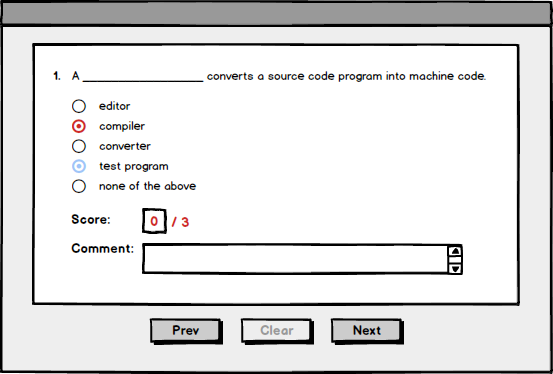 1. A ____________________ converts a source code program into machine code.
editor
compiler
converter
test program
none of the above
Score: 0 / 3
Comment:
Prev Clear Next